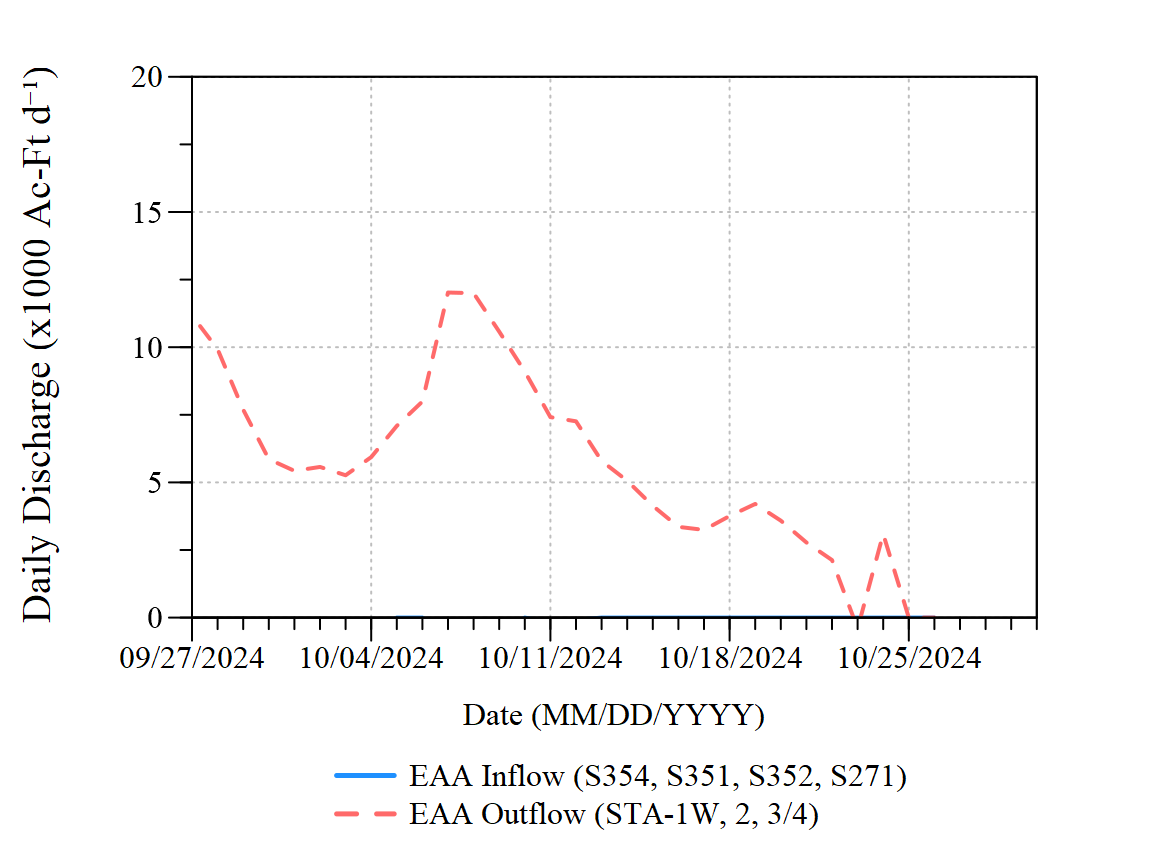 Daily Discharge (x1000 Ac-Ft d⁻¹)
20
15
10
5
0
09/27/2024 10/04/2024 10/11/2024 10/18/2024 10/25/2024
Date (MM/DD/YYYY)
EAA Inflow (S354, S351, S352, S271)
EAA Outflow (STA-1W, 2, 3/4)